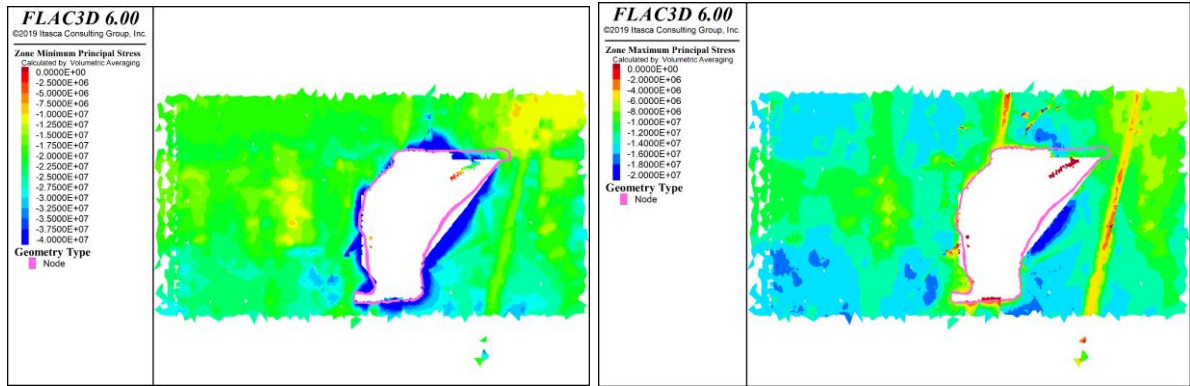 FLAC3D 6.00
©2019 Itasca Consulting Group, Inc.
Zone Minimum Principal Stress
Calculated by: Volumetric Averaging
0.0000E+00
-2.5000E+06
-5.0000E+06
-7.5000E+06
-1.0000E+07
-1.2500E+07
-1.5000E+07
-1.7500E+07
-2.0000E+07
-2.2500E+07
-2.5000E+07
-2.7500E+07
-3.0000E+07
-3.2500E+07
-3.5000E+07
-3.7500E+07
-4.0000E+07
Geometry Type
Node
FLAC3D 6.00
©2019 Itasca Consulting Group, Inc.
Zone Maximum Principal Stress
Calculated by: Volumetric Averaging
0.0000E+00
-2.0000E+06
-4.0000E+06
-6.0000E+06
-8.0000E+06
-1.0000E+07
-1.2000E+07
-1.4000E+07
-1.6000E+07
-1.8000E+07
-2.0000E+07
Geometry Type
Node